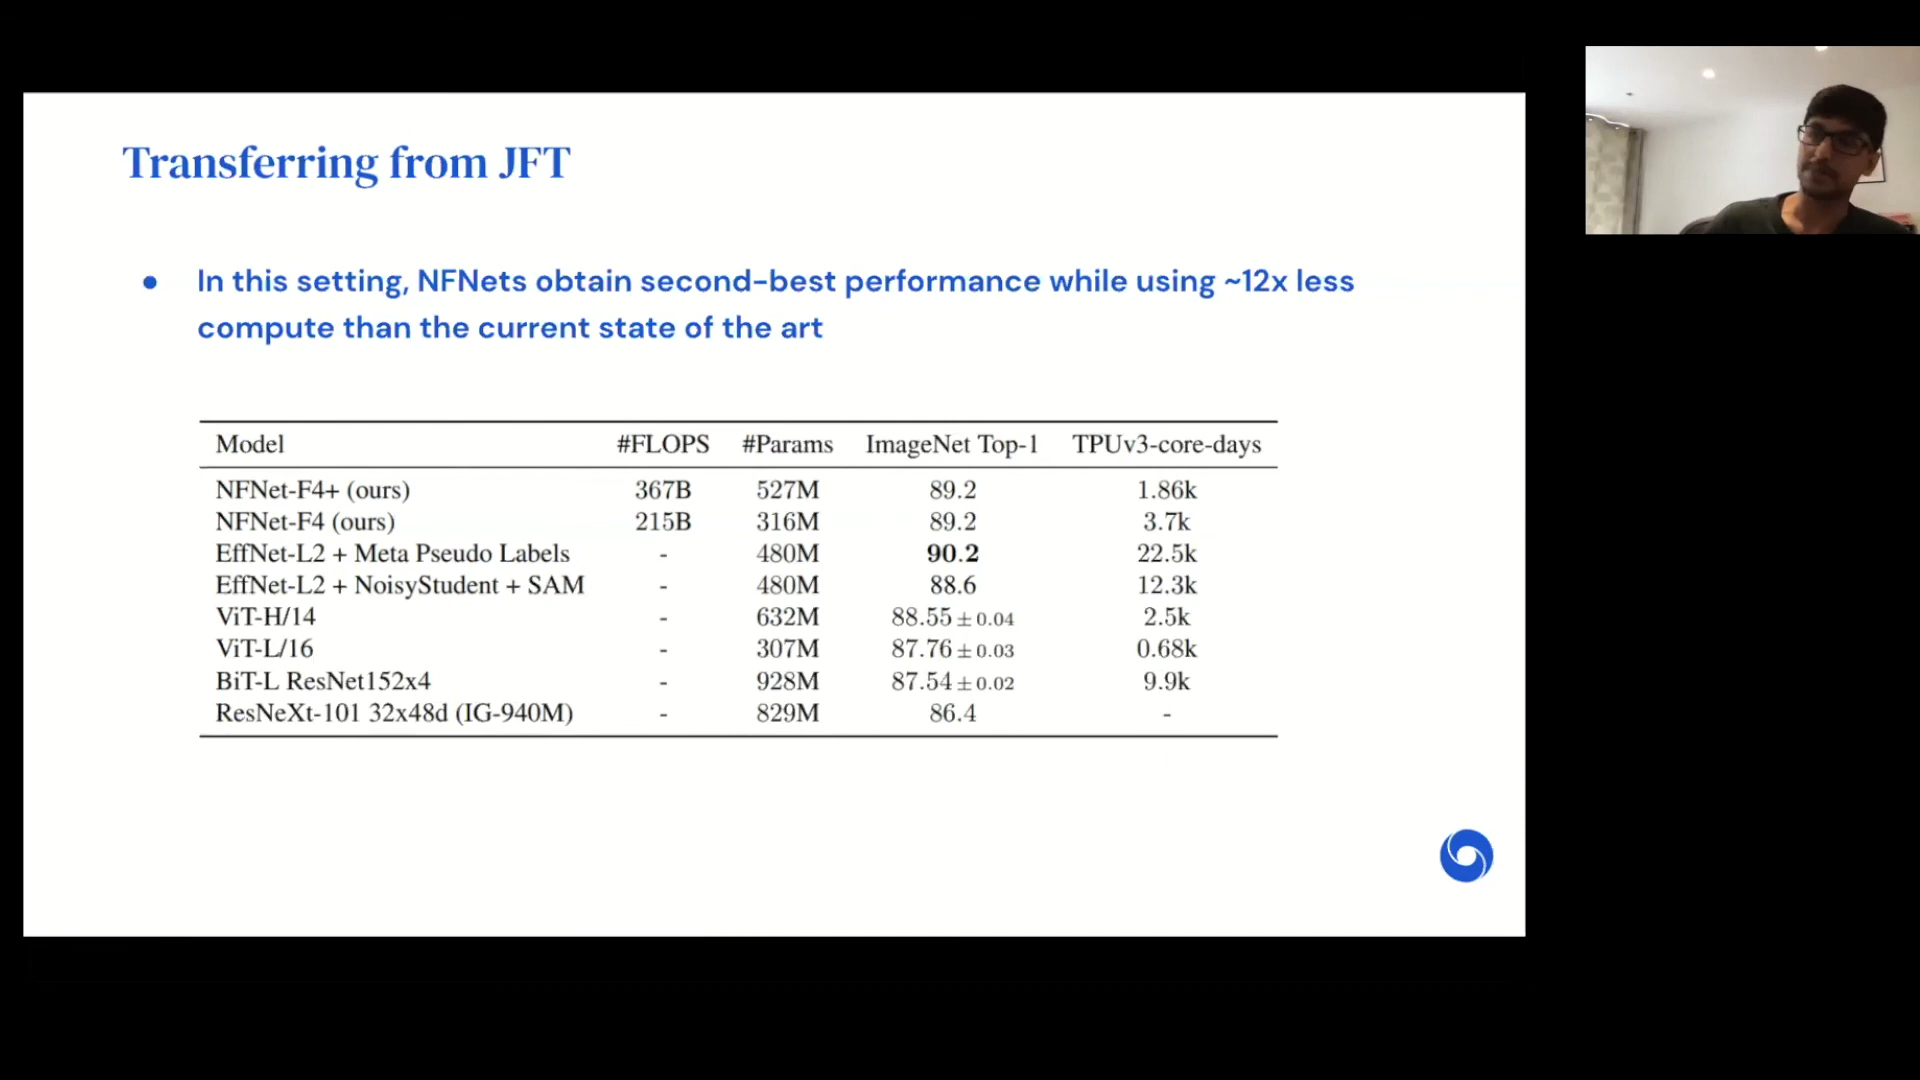 Transferring from JFT
● In this setting, NFNets obtain second-best performance while using ~12x less
compute than the current state of the art
Model #FLOPS #Params ImageNet Top-1 TPUv3-core-days
NFNet-F4+ (ours) 367B 527M 89.2 1.86k
NFNet-F4 (ours) 215B 316M 89.2 3.7k
EffNet-L2 + Meta Pseudo Labels - 480M 90.2 22.5k
EffNet-L2 + NoisyStudent + SAM - 480M 88.6 12.3k
ViT-H/14 - 632M 88.55 ± 0.04 2.5k
ViT-L/16 - 307M 87.76 ± 0.03 0.68k
BiT-L ResNet152x4 - 928M 87.54 ± 0.02 9.9k
ResNeXt-101 32x48d (IG-940M) - 829M 86.4 -